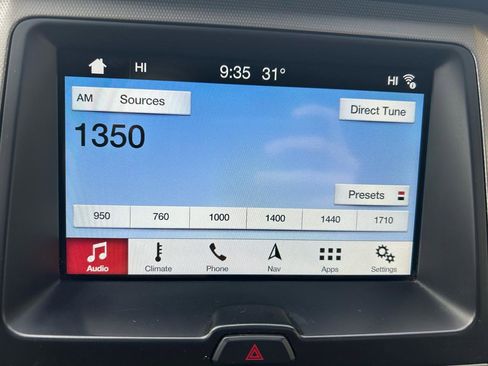 HI 9:35 31° HI
AM Sources
Direct Tune
1350
Presets
950 760 1000 1400 1440 1710
Audio Climate Phone Nav Apps Settings